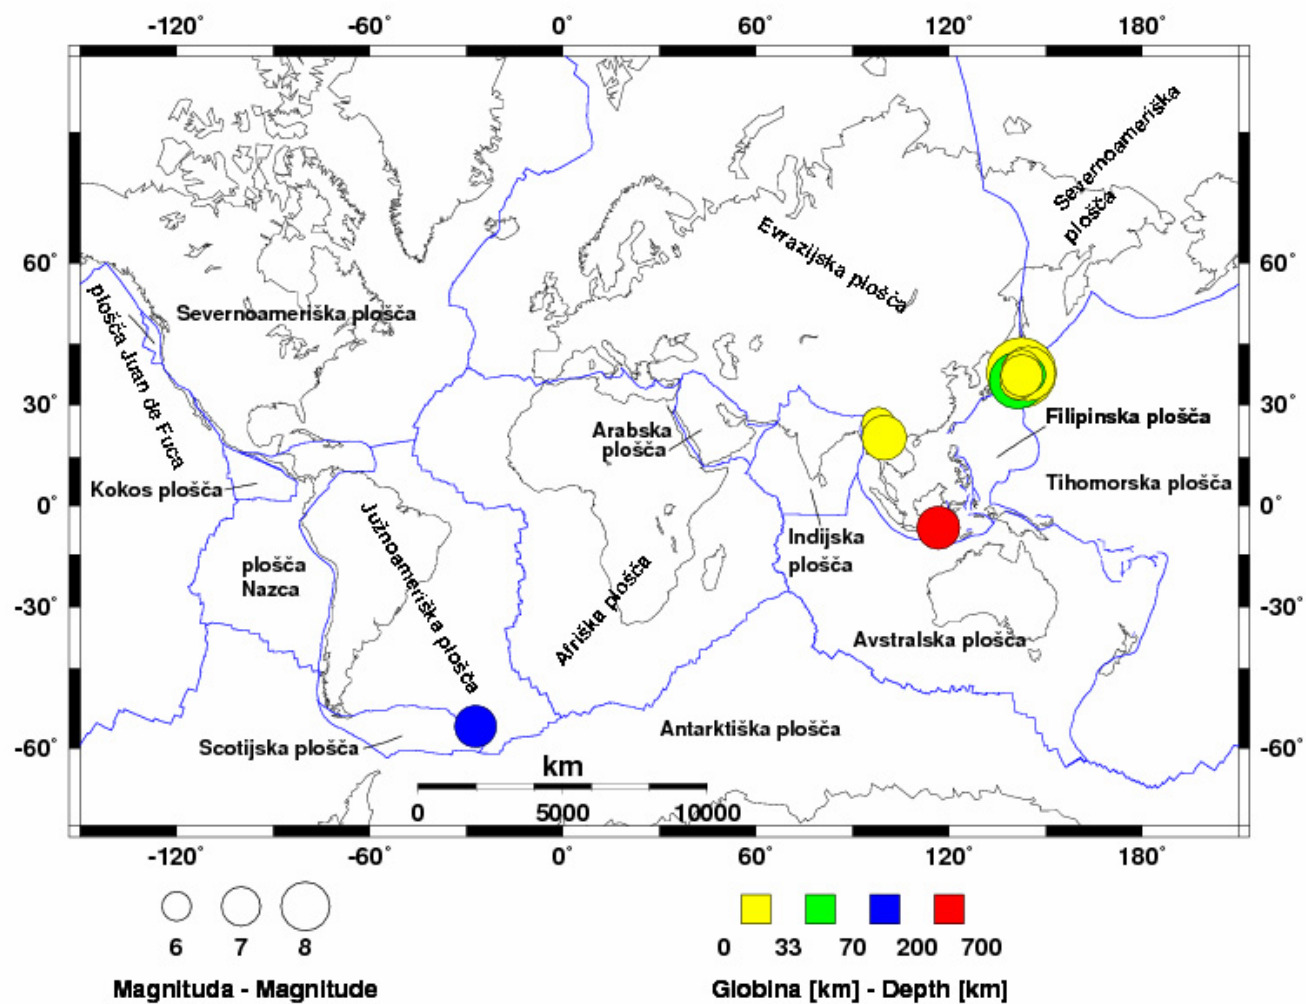 -120° -60° 0° 60° 120° 180°
Severnoameriška
plošča
Evrazijska plošča
60° 60°
Severnoameriška plošča
plošča Juan de Fuca
30° 30°
Filipinska plošča
Arabska
plošča
Kokos plošča
Tihomorska plošča
0° 0°
Južnoameriška plošča
Indijska
plošča
plošča
Nazca
Afriška plošča
-30° -30°
Avstralska plošča
Antarktiška plošča
Scotijska plošča
-60° -60°
km
0 5000 10000
-120° -60° 0° 60° 120° 180°
6 7 8
0 33 70 200 700
Magnituda - Magnitude
Globina [km] - Depth [km]